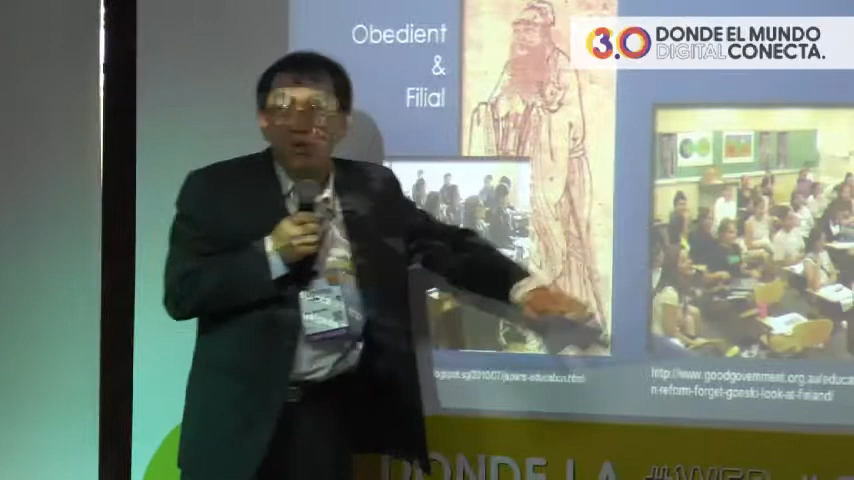 Obedient
&
Filial
3.0 DONDE EL MUNDO
DIGITAL CONECTA.
http://www.goodgovernment.org.au/educa
n-reform-forget-gonski-look-at-finland/
DONDE LA #WEB